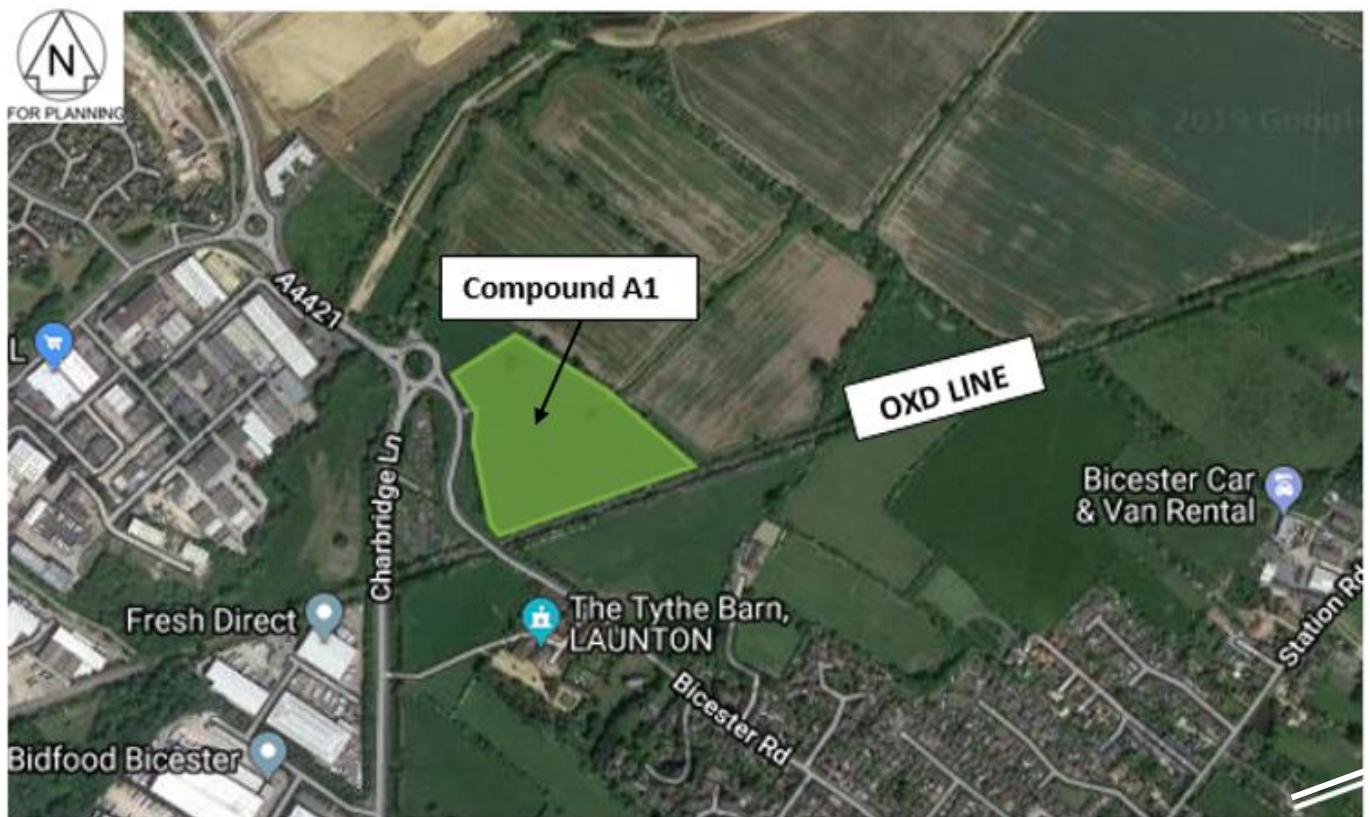 N
FOR PLANNING
© 2019 Google
A4421
Compound A1
L
OXD LINE
Charbridge Ln
Bicester Car
& Van Rental
Fresh Direct
The Tythe Barn,
LAUNTON
Station Rd
Bicester Rd
Bidfood Bicester